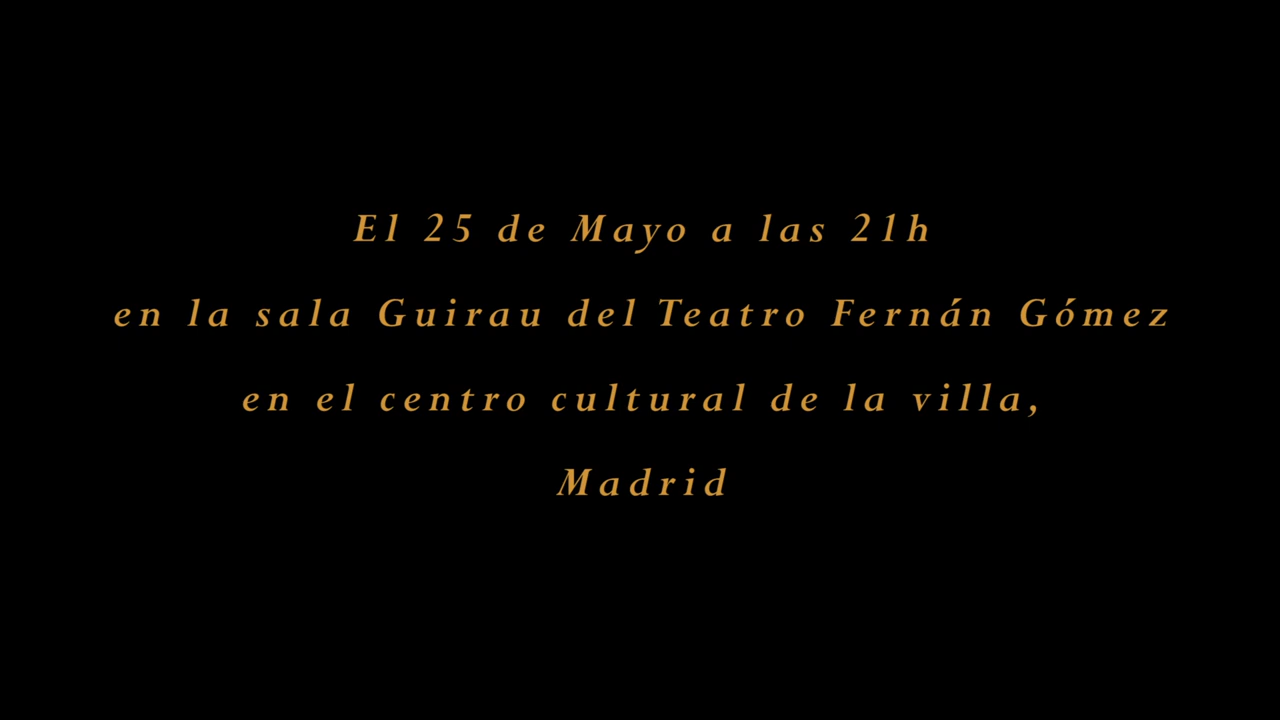 El 25 de Mayo a las 21h
en la sala Guirau del Teatro Fernán Gómez
en el centro cultural de la villa,
Madrid